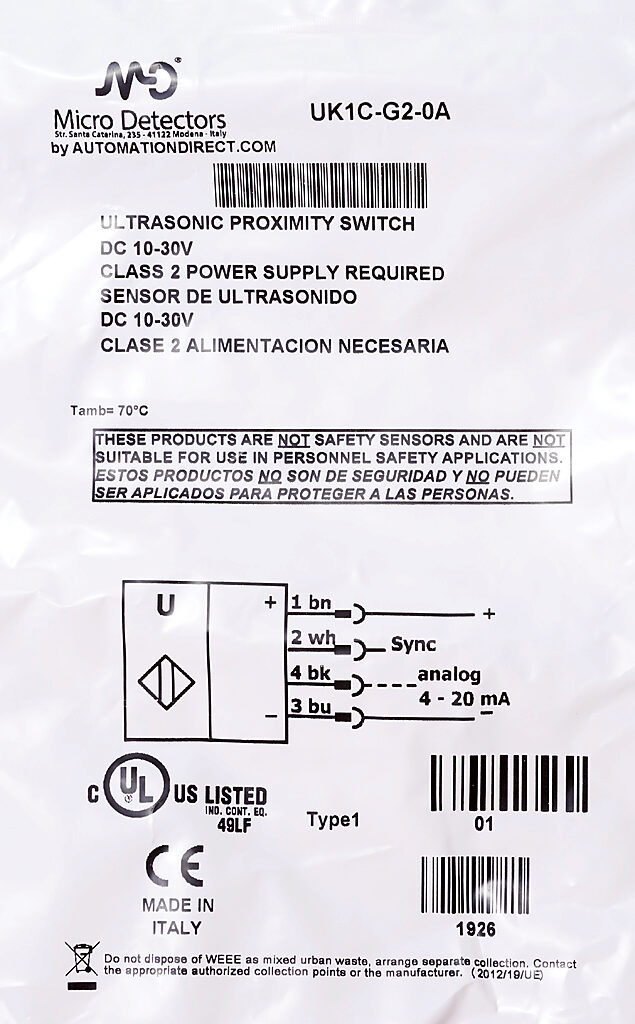 MD®
Micro Detectors
Str. Santa Caterina, 235 - 41122 Modena - Italy
by AUTOMATIONDIRECT.COM
UK1C-G2-0A
ULTRASONIC PROXIMITY SWITCH
DC 10-30V
CLASS 2 POWER SUPPLY REQUIRED
SENSOR DE ULTRASONIDO
DC 10-30V
CLASE 2 ALIMENTACION NECESARIA
Tamb= 70°C
THESE PRODUCTS ARE NOT SAFETY SENSORS AND ARE NOT
SUITABLE FOR USE IN PERSONNEL SAFETY APPLICATIONS.
ESTOS PRODUCTOS NO SON DE SEGURIDAD Y NO PUEDEN
SER APLICADOS PARA PROTEGER A LAS PERSONAS.
U + 1 bn +
2 wh Sync
4 bk analog
4 - 20 mA
- 3 bu -
C UL US LISTED
IND. CONT. EQ.
49LF
Type1
01
CE
MADE IN
ITALY
1926
Do not dispose of WEEE as mixed urban waste, arrange separate collection. Contact
the appropriate authorized collection points or the manufacturer. (2012/19/UE)